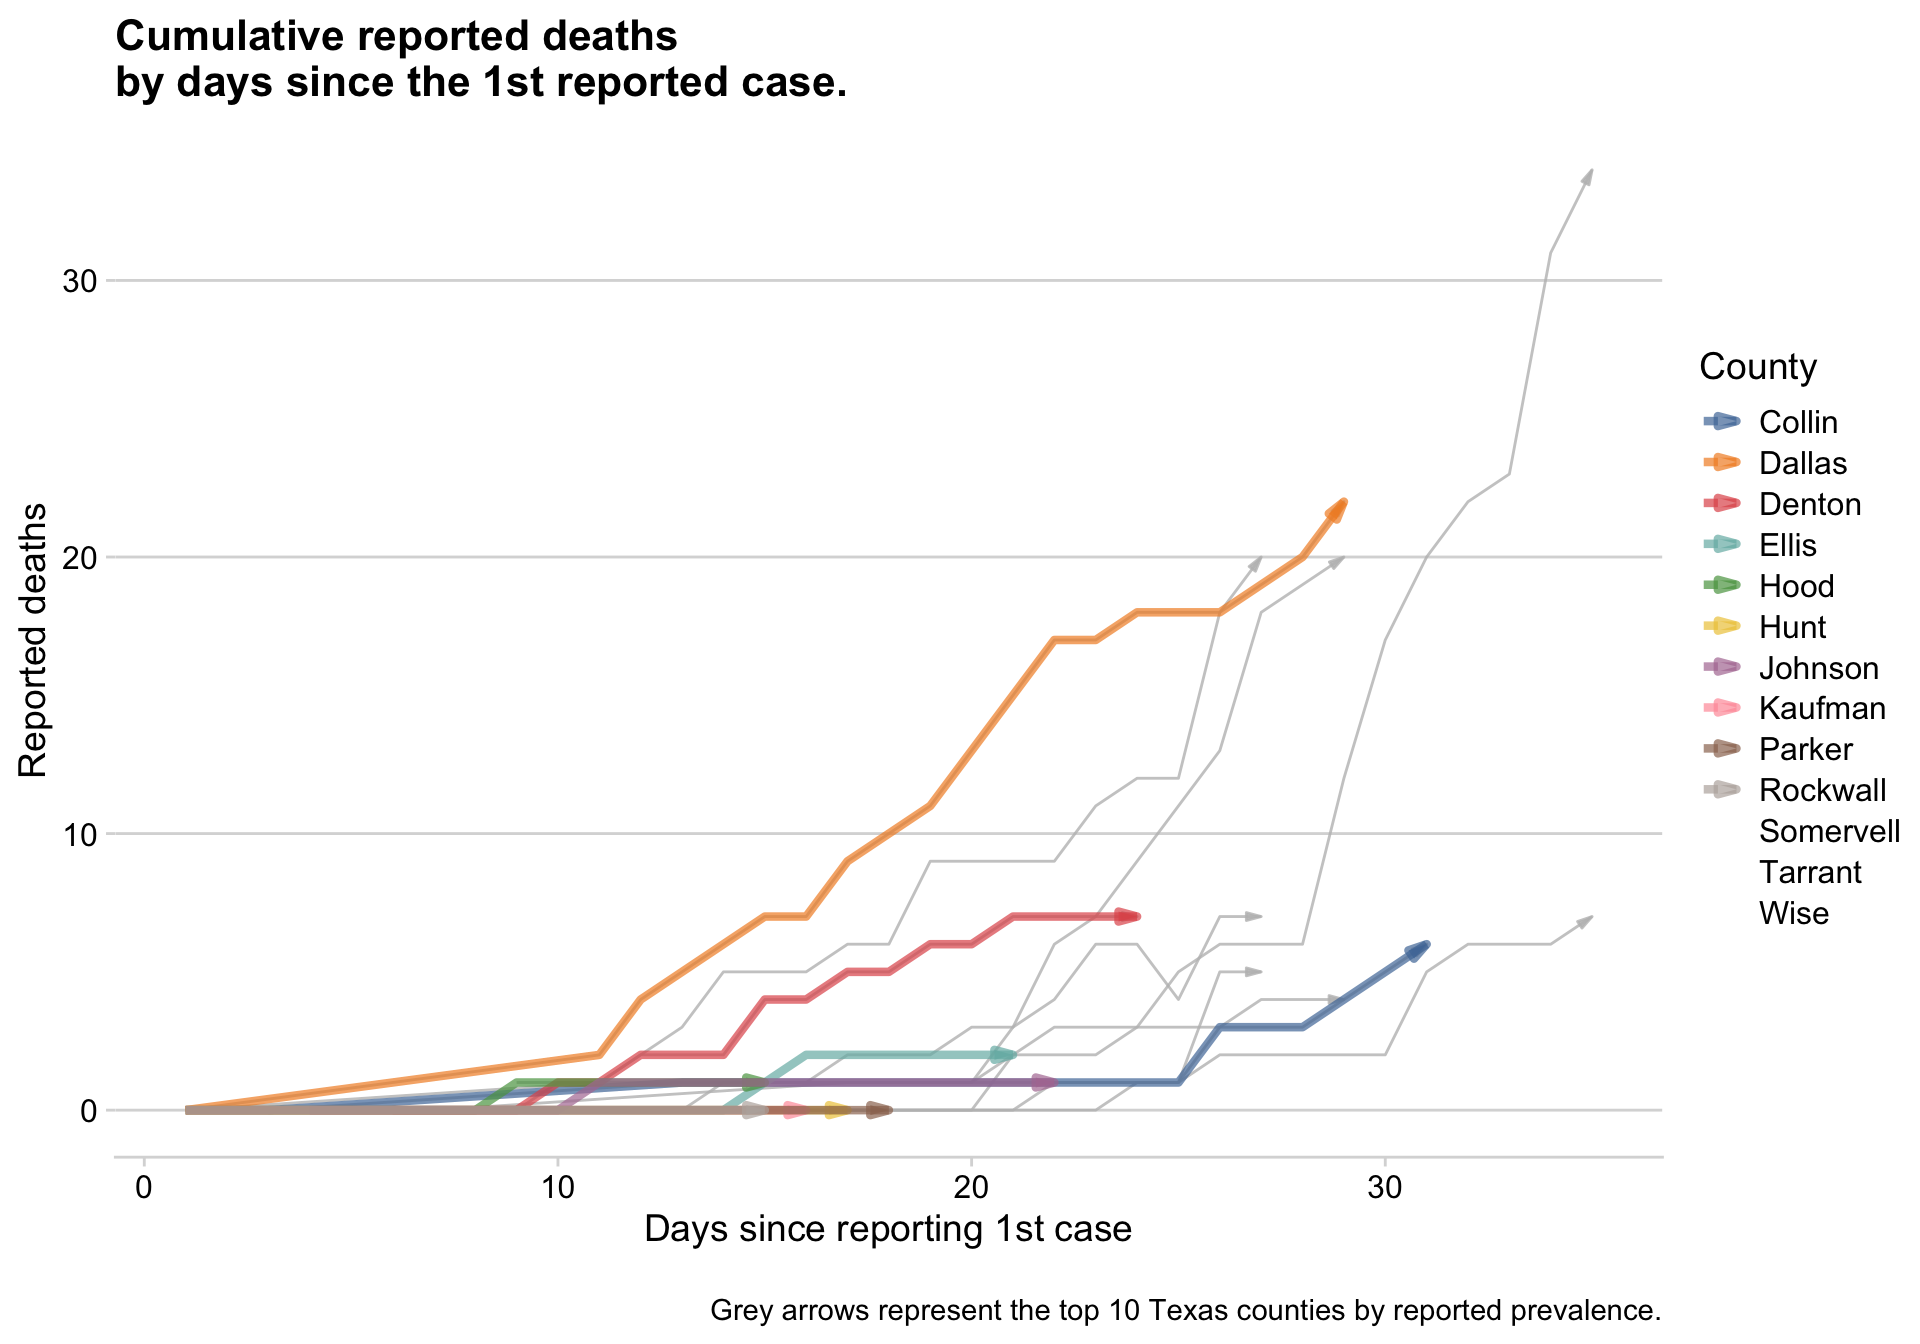 Cumulative reported deaths
by days since the 1st reported case.
Reported deaths
30
20
10
0
0
10
20
30
Days since reporting 1st case
County
Collin
Dallas
Denton
Ellis
Hood
Hunt
Johnson
Kaufman
Parker
Rockwall
Somervell
Tarrant
Wise
Grey arrows represent the top 10 Texas counties by reported prevalence.